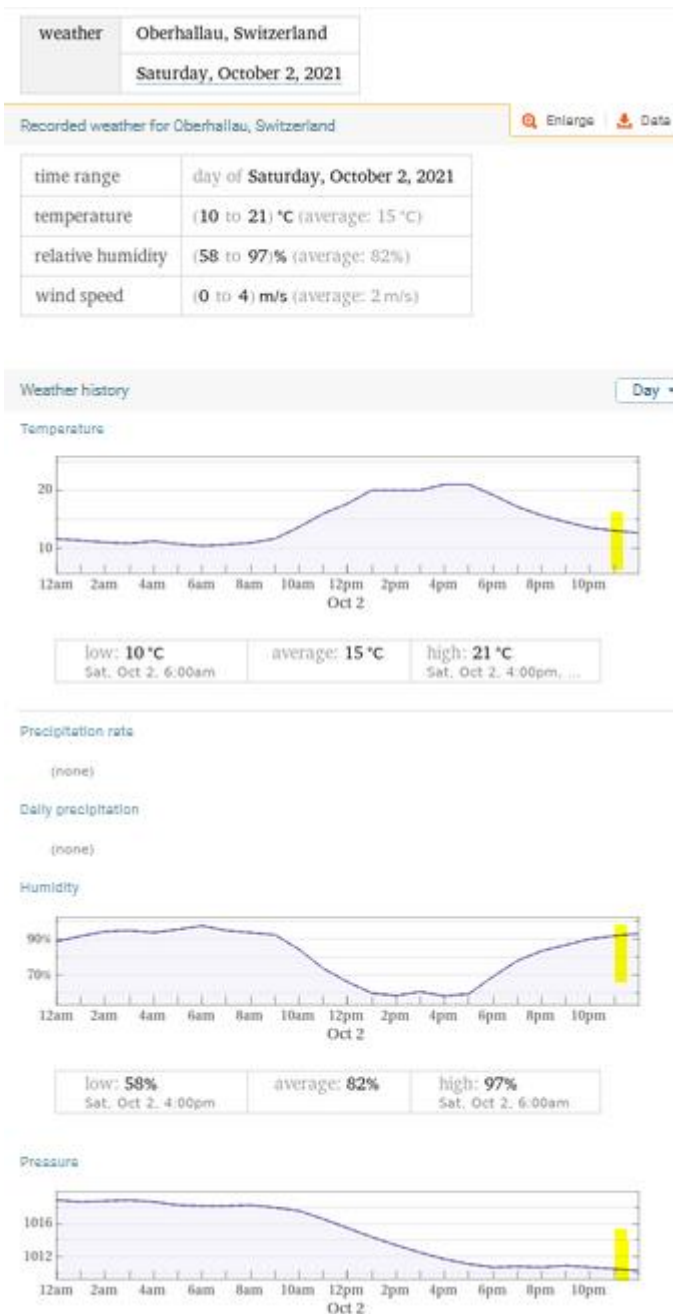 weather Oberhallau, Switzerland
Saturday, October 2, 2021
Recorded weather for Oberhallau, Switzerland Enlarge Data
time range day of Saturday, October 2, 2021
temperature (10 to 21) °C (average: 15 °C)
relative humidity (58 to 97)% (average: 82%)
wind speed (0 to 4) m/s (average: 2 m/s)
Weather history Day
Temperature
20
10
12am 2am 4am 6am 8am 10am 12pm 2pm 4pm 6pm 8pm 10pm
Oct 2
low: 10 °C average: 15 °C high: 21 °C
Sat, Oct 2, 6:00am Sat, Oct 2, 4:00pm, ...
Precipitation rate
(none)
Daily precipitation
(none)
Humidity
90%
70%
12am 2am 4am 6am 8am 10am 12pm 2pm 4pm 6pm 8pm 10pm
Oct 2
low: 58% average: 82% high: 97%
Sat, Oct 2, 4:00pm Sat, Oct 2, 6:00am
Pressure
1016
1012
12am 2am 4am 6am 8am 10am 12pm 2pm 4pm 6pm 8pm 10pm
Oct 2